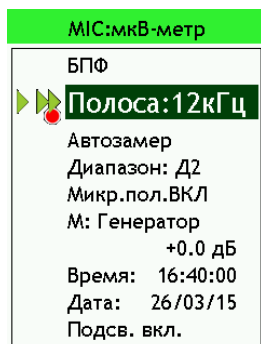 MIC:мкВ-метр
БПФ
Полоса:12кГц
Автозамер
Диапазон: Д2
Микр.пол.ВКЛ
М: Генератор
+0.0 дБ
Время: 16:40:00
Дата: 26/03/15
Подсв. вкл.